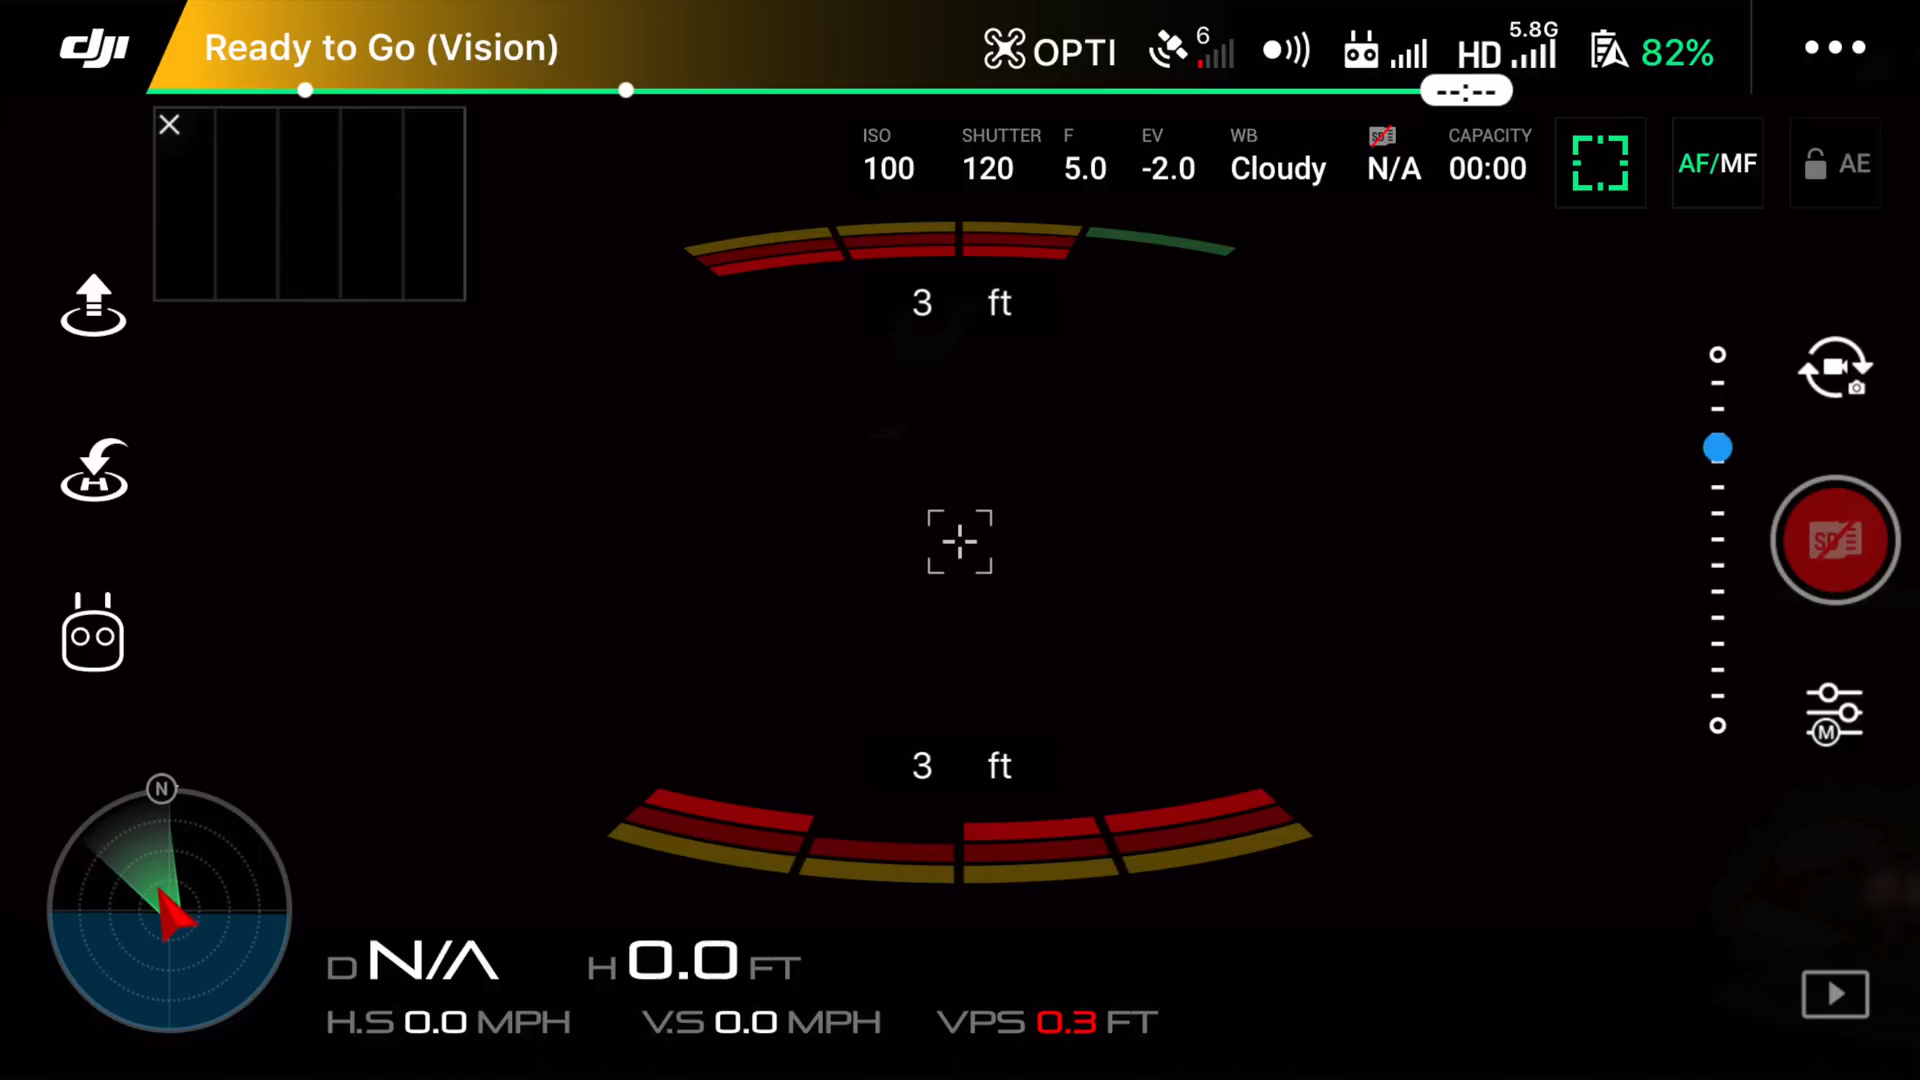 dji Ready to Go (Vision) OPTI 6 HD 5.8G 82%
--:--
ISO SHUTTER F EV WB SD CAPACITY
100 120 5.0 -2.0 Cloudy N/A 00:00 AF/MF AE
3 ft
H
SD
M
3 ft
N
D N/A H 0.0 FT
H.S 0.0 MPH V.S 0.0 MPH VPS 0.3 FT